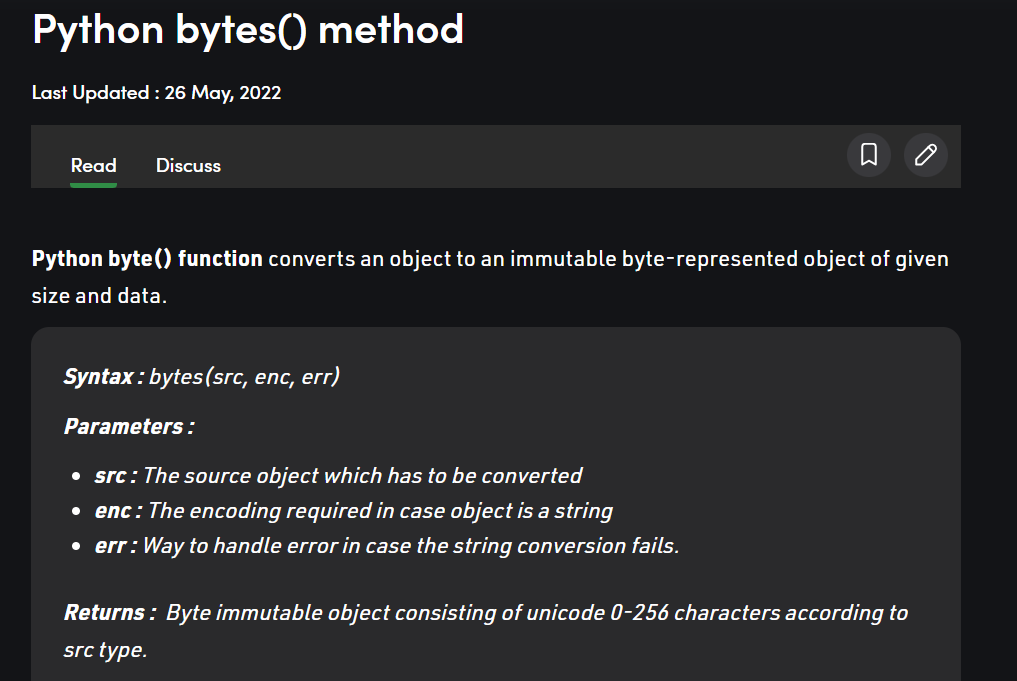 Python bytes() method
Last Updated : 26 May, 2022
Read Discuss
Python byte() function converts an object to an immutable byte-represented object of given
size and data.
Syntax : bytes(src, enc, err)
Parameters :
src : The source object which has to be converted
enc : The encoding required in case object is a string
err : Way to handle error in case the string conversion fails.
Returns : Byte immutable object consisting of unicode 0-256 characters according to
src type.